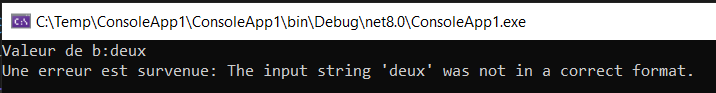 C:\Temp\ConsoleApp1\ConsoleApp1\bin\Debug\net8.0\ConsoleApp1.exe
Valeur de b:deux
Une erreur est survenue: The input string 'deux' was not in a correct format.